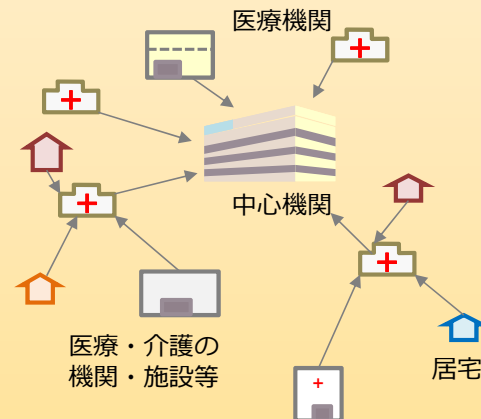 医療機関
中心機関
医療・介護の
機関・施設等
居宅